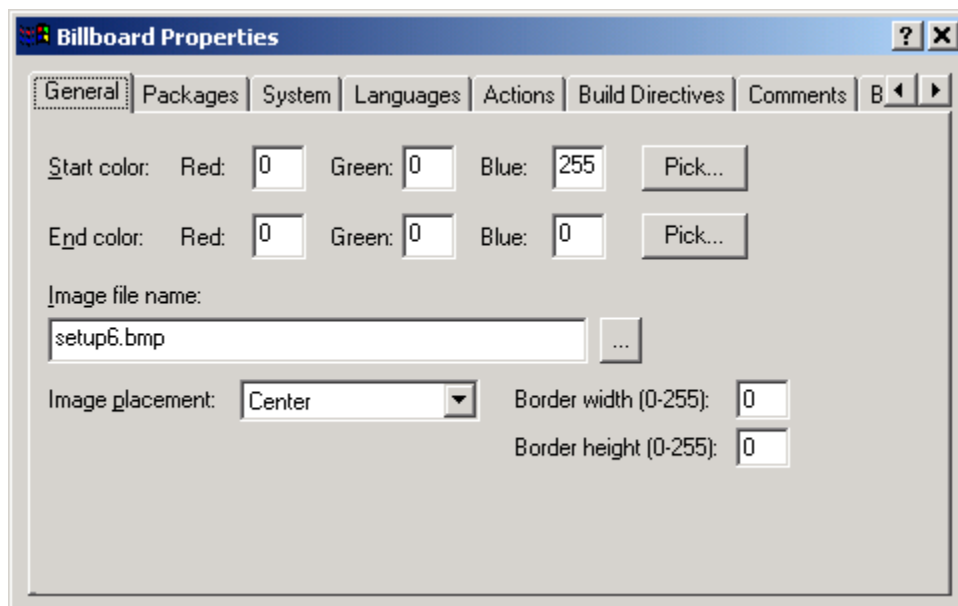 Billboard Properties
General Packages System Languages Actions Build Directives Comments B
Start color: Red: 0 Green: 0 Blue: 255 Pick...
End color: Red: 0 Green: 0 Blue: 0 Pick...
Image file name:
setup6.bmp ...
Image placement: Center Border width (0-255): 0
Border height (0-255): 0